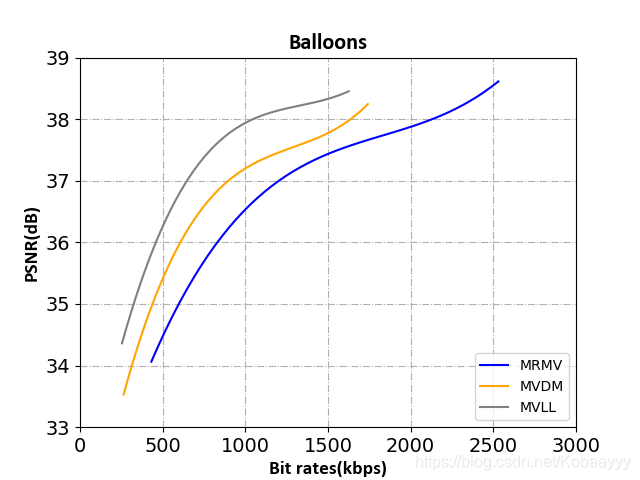 Balloons
39
38
37
36
35
34
33
PSNR(dB)
0 500 1000 1500 2000 2500 3000
Bit rates(kbps)
MRMV
MVDM
MVLL
https://blog.csdn.net/Kobaayyy